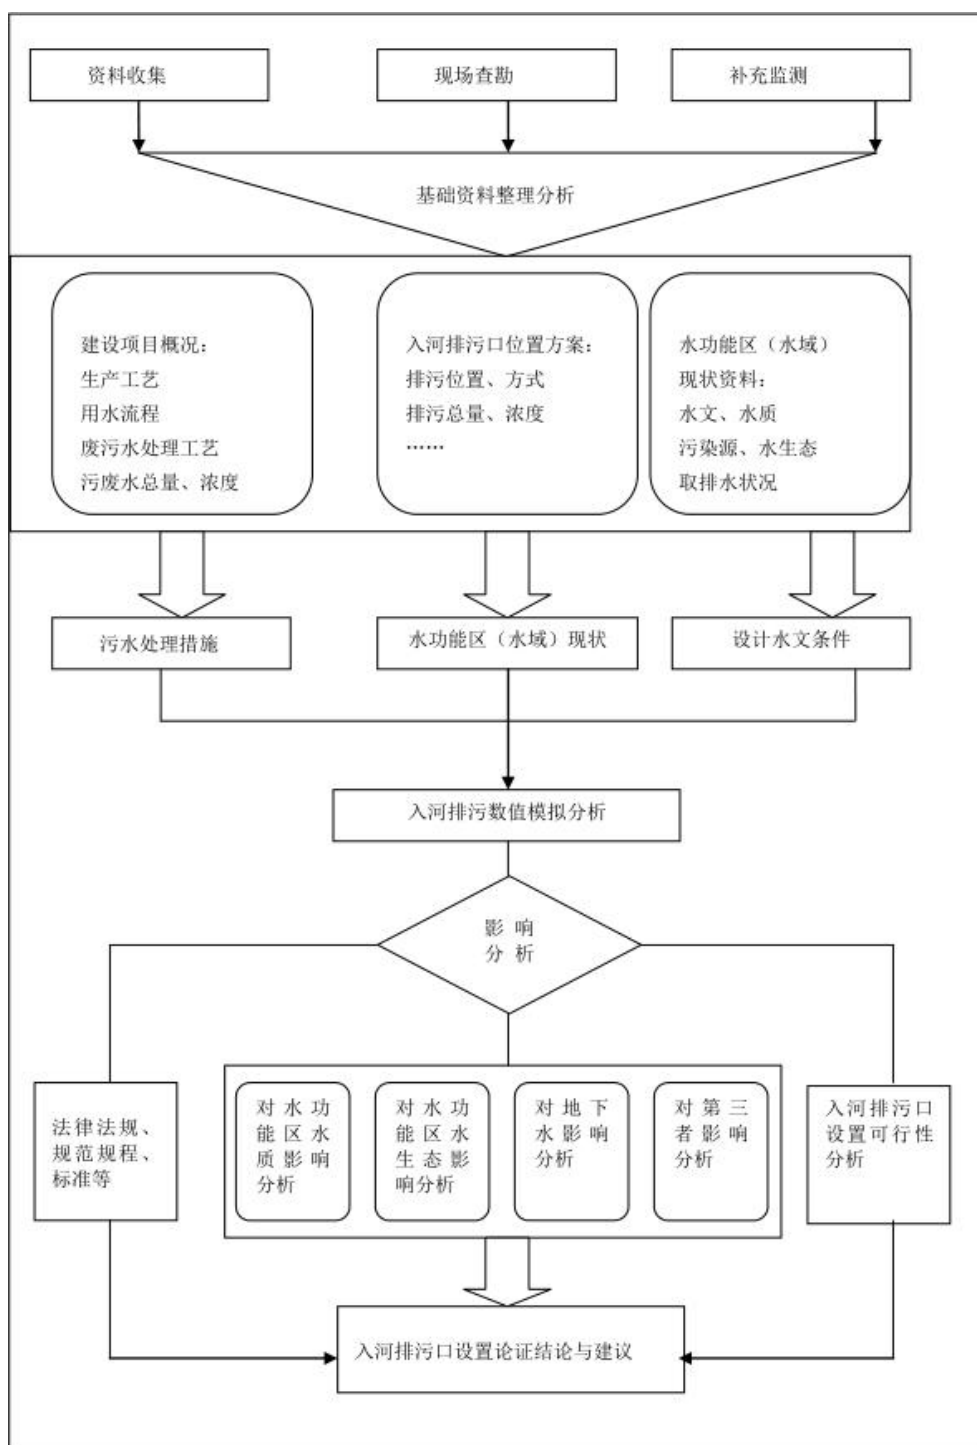 资料收集
现场查勘
补充监测
基础资料整理分析
建设项目概况：
生产工艺
用水流程
废污水处理工艺
污废水总量、浓度
入河排污口位置方案：
排污位置、方式
排污总量、浓度
……
水功能区（水域）
现状资料：
水文、水质
污染源、水生态
取排水状况
污水处理措施
水功能区（水域）现状
设计水文条件
入河排污数值模拟分析
影响
分析
法律法规、
规范规程、
标准等
对水功
能区水
质影响
分析
对水功
能区水
生态影
响分析
对地下
水影响
分析
对第三
者影响
分析
入河排污口
设置可行性
分析
入河排污口设置论证结论与建议